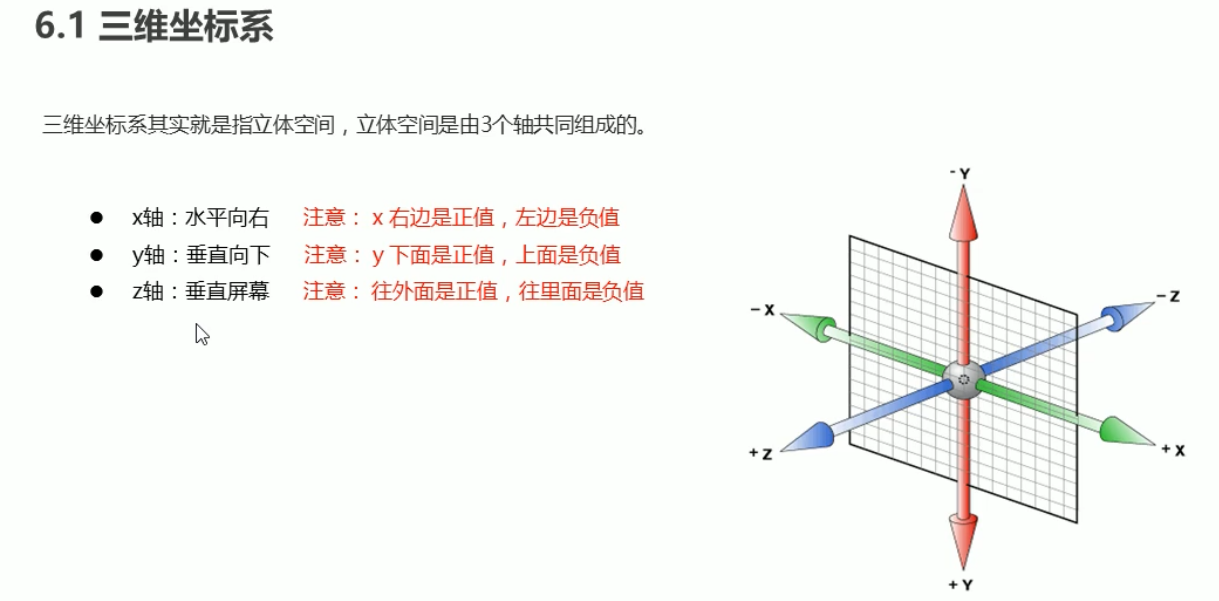 6.1 三维坐标系
三维坐标系其实就是指立体空间，立体空间是由3个轴共同组成的。
x轴：水平向右 注意： x 右边是正值，左边是负值
y轴：垂直向下 注意： y 下面是正值，上面是负值
z轴：垂直屏幕 注意： 往外面是正值，往里面是负值
- Y
- Z
- X
+ Z
+ X
+ Y